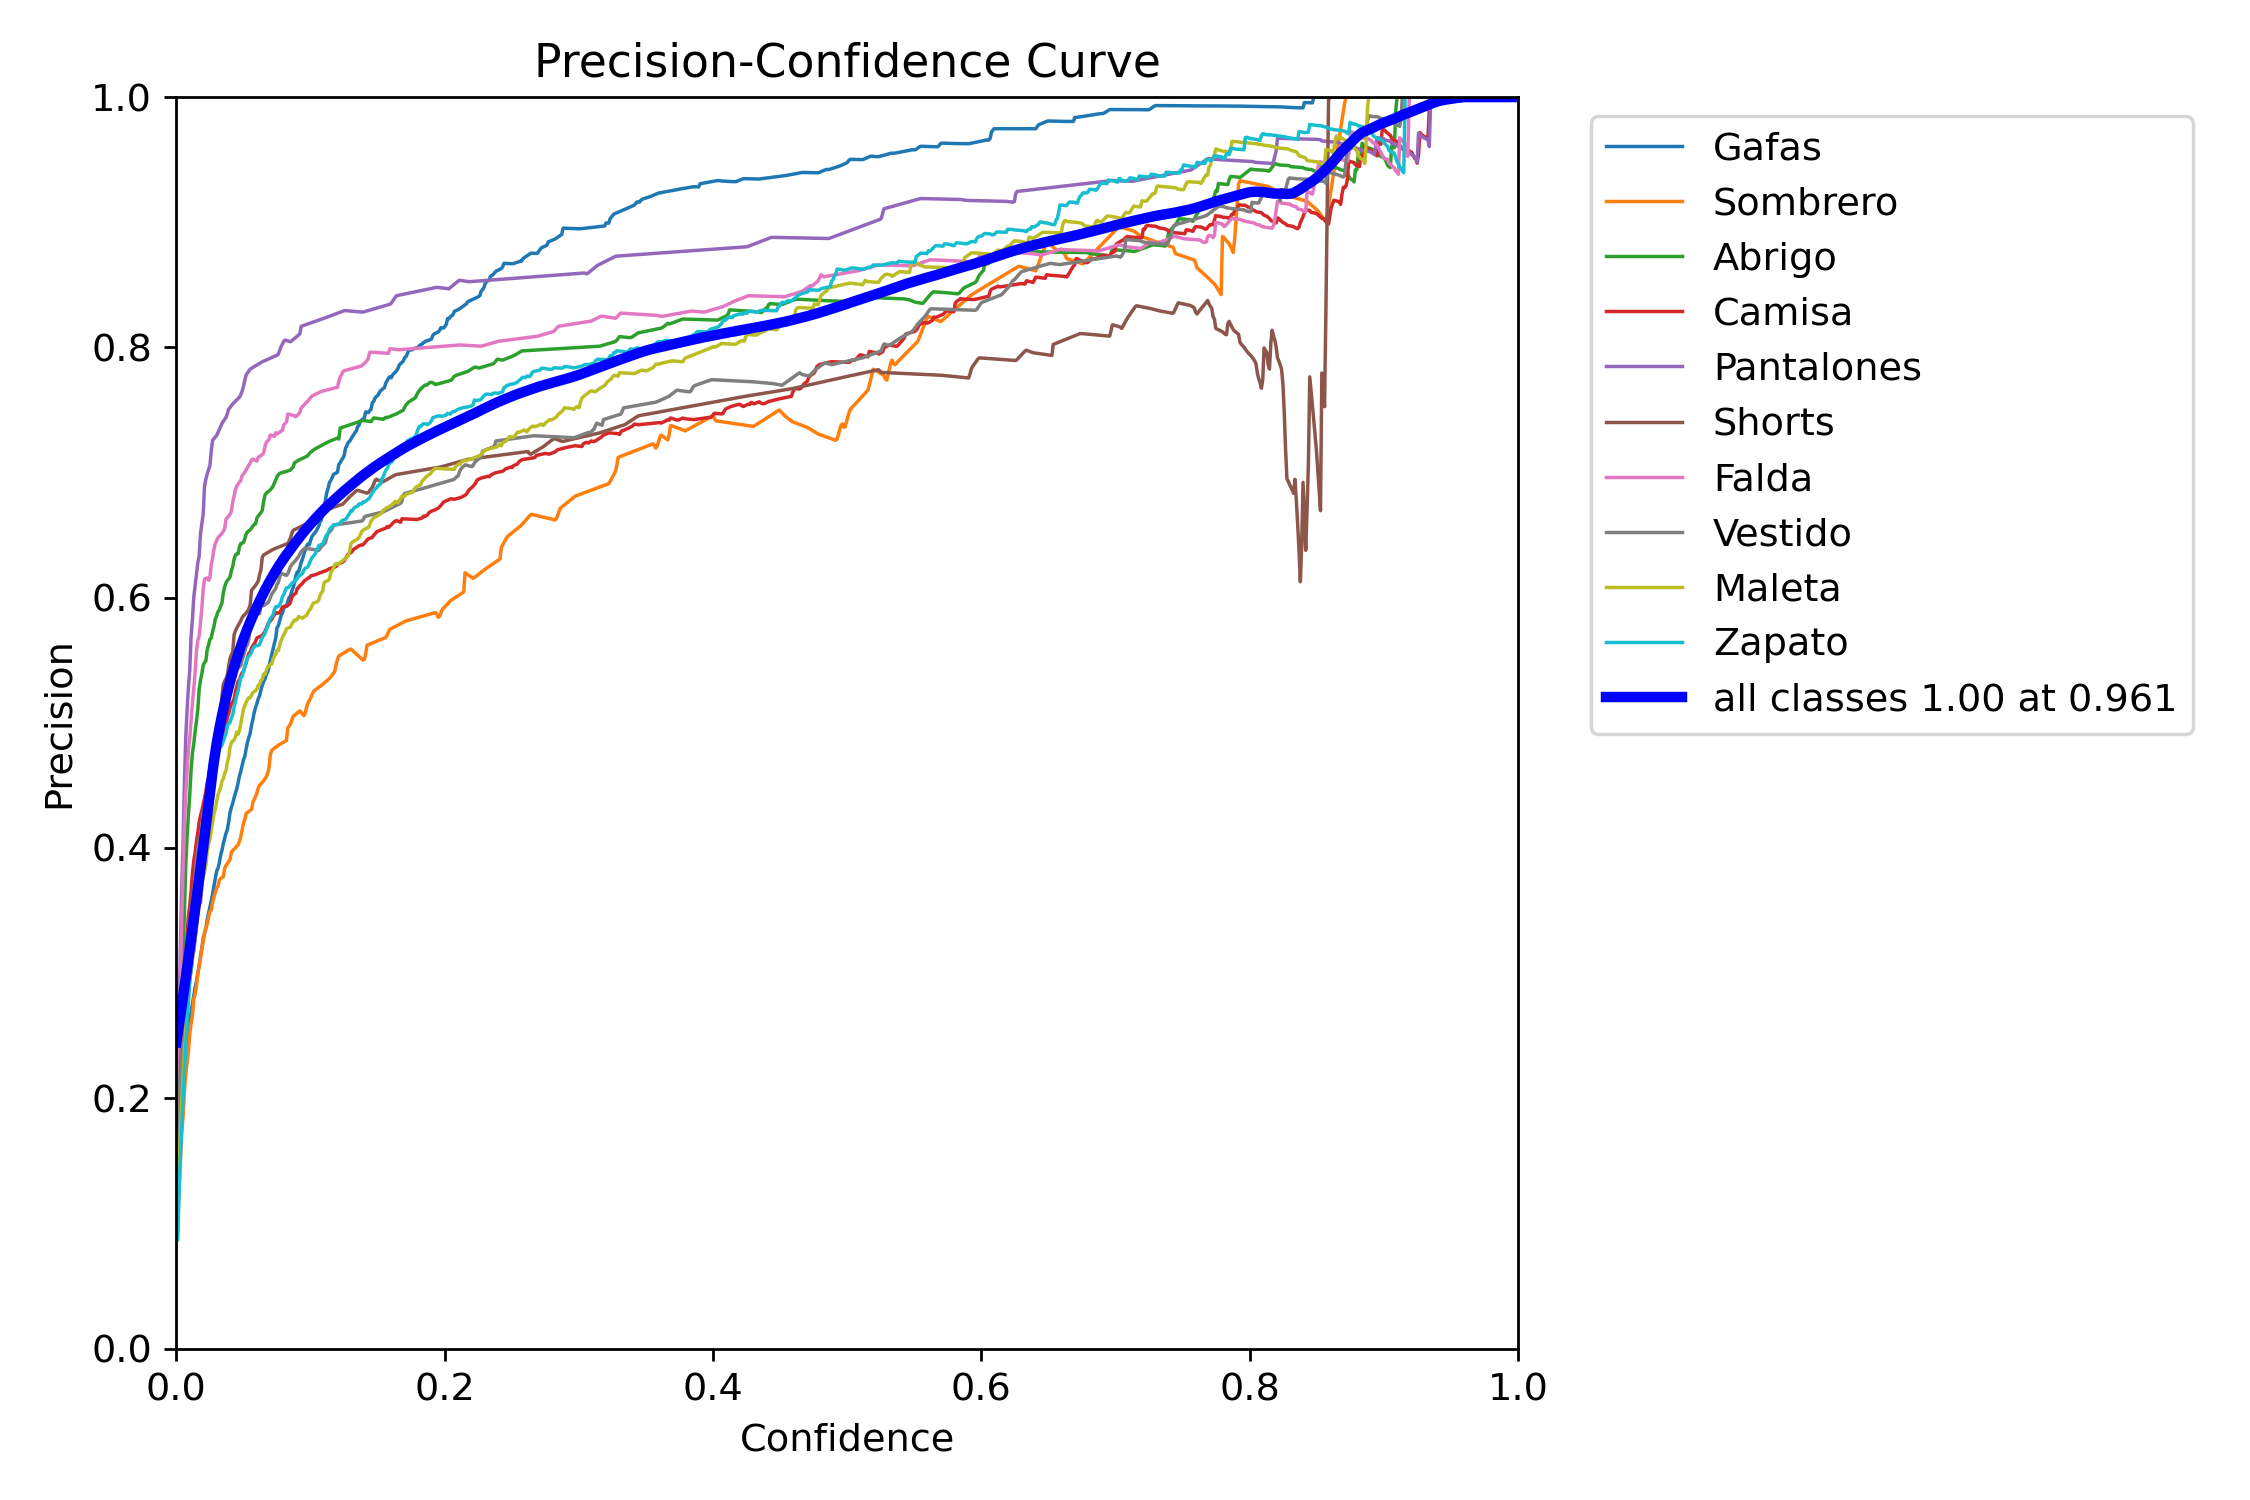 Precision-Confidence Curve
1.0
0.8
0.6
0.4
0.2
0.0
Precision
0.0 0.2 0.4 0.6 0.8 1.0
Confidence
Gafas
Sombrero
Abrigo
Camisa
Pantalones
Shorts
Falda
Vestido
Maleta
Zapato
all classes 1.00 at 0.961